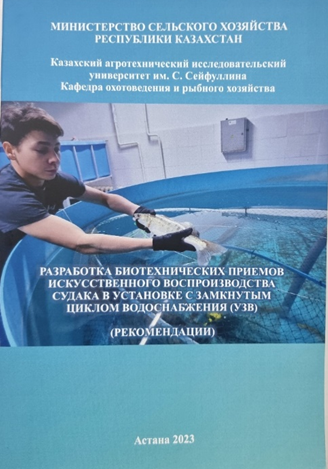 МИНИСТЕРСТВО СЕЛЬСКОГО ХОЗЯЙСТВА
РЕСПУБЛИКИ КАЗАХСТАН
Казахский агротехнический исследовательский
университет им. С. Сейфуллина
Кафедра охотоведения и рыбного хозяйства
РАЗРАБОТКА БИОТЕХНИЧЕСКИХ ПРИЕМОВ
ИСКУССТВЕННОГО ВОСПРОИЗВОДСТВА
СУДАКА В УСТАНОВКЕ С ЗАМКНУТЫМ
ЦИКЛОМ ВОДОСНАБЖЕНИЯ (УЗВ)
(РЕКОМЕНДАЦИИ)
Астана 2023